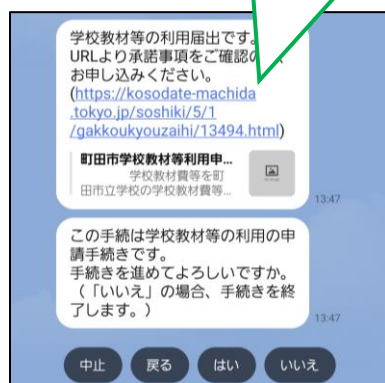 学校教材等の利用届出です。
URLより承諾事項をご確認の
お申し込みください。
(https://kosodate-machida
.tokyo.jp/soshiki/5/1
/gakkoukyouzaihi/13494.html)
町田市学校教材等利用申...
学校教材費等を町
田市立学校の学校教材費等...
13:47
この手続は学校教材等の利用の申
請手続きです。
手続きを進めてよろしいですか。
（「いいえ」の場合、手続きを終
了します。）
13:47
中止 戻る はい いいえ